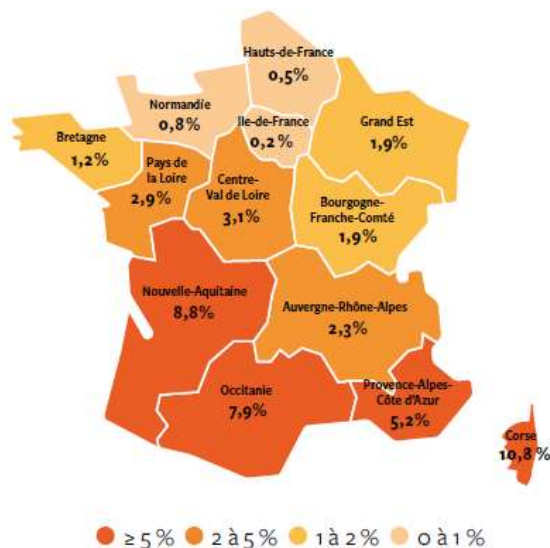 Hauts-de-France
0,5%
Normandie
0,8%
Ile-de-France
0,2%
Grand Est
1,9%
Bretagne
1,2%
Pays de
la Loire
2,9%
Centre-
Val de Loire
3,1%
Bourgogne-
Franche-Comté
1,9%
Nouvelle-Aquitaine
8,8%
Auvergne-Rhône-Alpes
2,3%
Occitanie
7,9%
Provence-Alpes-
Côte d'Azur
5,2%
Corse
10,8%
≥ 5% 2 à 5% 1 à 2% 0 à 1%